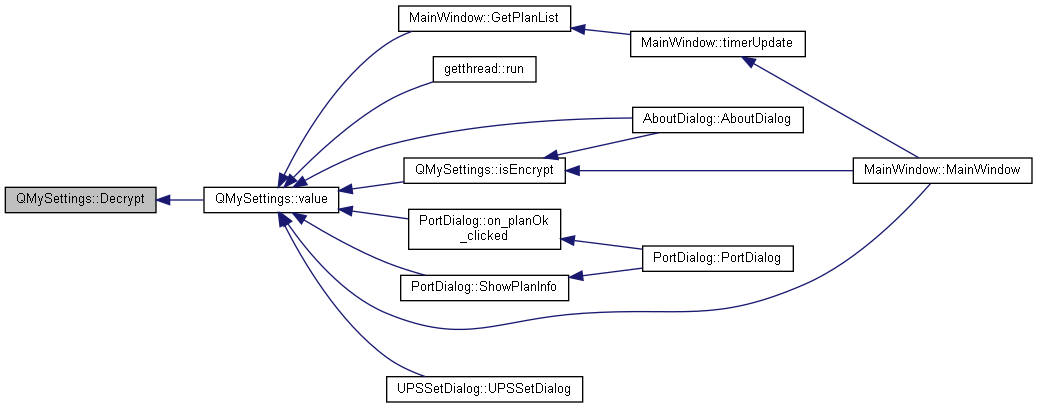 MainWindow::GetPlanList
MainWindow::timerUpdate
getthread::run
AboutDialog::AboutDialog
QMySettings::isEncrypt
MainWindow::MainWindow
QMySettings::Decrypt
QMySettings::value
PortDialog::on_planOk
_clicked
PortDialog::PortDialog
PortDialog::ShowPlanInfo
UPSSetDialog::UPSSetDialog